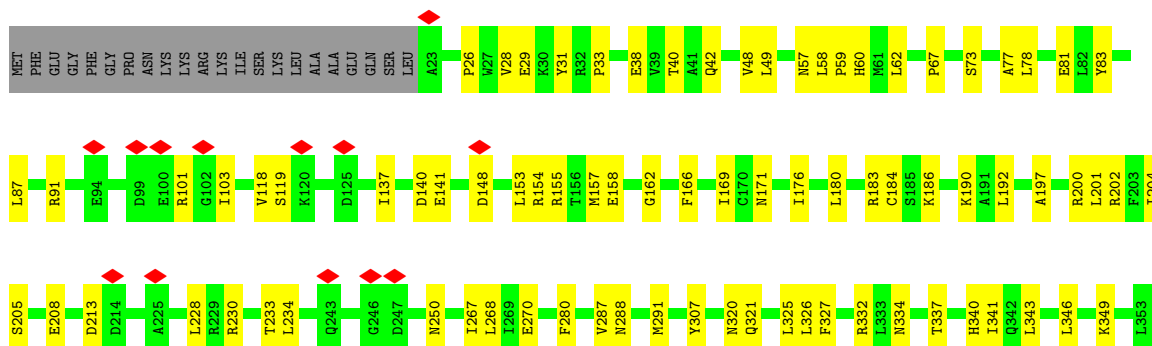 MET PHE GLU GLY PHE GLY PRO ASN LYS LYS ARG LYS ILE SER LYS LEU ALA ALA GLU GLN SER LEU A23 P26 W27 V28 E29 K30 Y31 R32 P33 E38 V39 T40 A41 Q42 V48 L49 N57 L58 P59 H60 M61 L62 P67 S73 A77 L78 E81 L82 Y83
L87 R91 E94 D99 E100 R101 G102 I103 V118 S119 K120 D125 I137 D140 E141 D148 L153 R154 R155 T156 M157 E158 G162 F166 I169 C170 N171 I176 L180 R183 C184 S185 K186 K190 A191 L192 A197 R200 L201 R202 F203 I204
S205 E208 D213 D214 A225 L228 R229 R230 T233 L234 Q243 G246 D247 N250 I267 L268 I269 E270 F280 V287 N288 M291 Y307 N320 Q321 L325 L326 F327 R332 L333 N334 T337 H340 I341 Q342 L343 L346 K349 L353